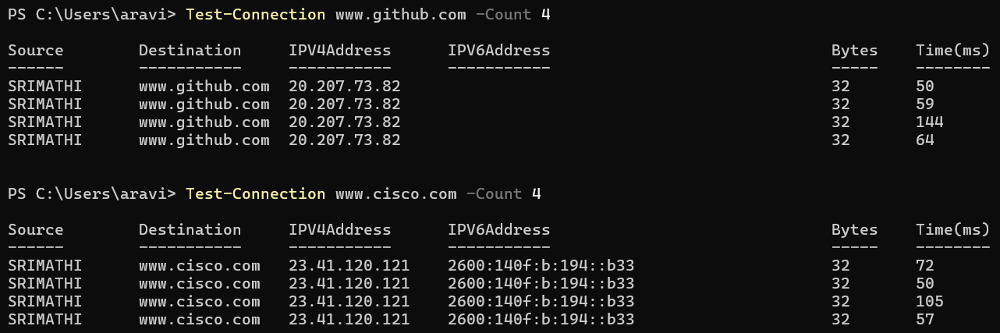 PS C:\Users\aravi> Test-Connection www.github.com -Count 4
Source Destination IPV4Address IPV6Address Bytes Time(ms)
------ ----------- ----------- ----------- ----- --------
SRIMATHI www.github.com 20.207.73.82 32 50
SRIMATHI www.github.com 20.207.73.82 32 59
SRIMATHI www.github.com 20.207.73.82 32 144
SRIMATHI www.github.com 20.207.73.82 32 64
PS C:\Users\aravi> Test-Connection www.cisco.com -Count 4
Source Destination IPV4Address IPV6Address Bytes Time(ms)
------ ----------- ----------- ----------- ----- --------
SRIMATHI www.cisco.com 23.41.120.121 2600:140f:b:194::b33 32 72
SRIMATHI www.cisco.com 23.41.120.121 2600:140f:b:194::b33 32 50
SRIMATHI www.cisco.com 23.41.120.121 2600:140f:b:194::b33 32 105
SRIMATHI www.cisco.com 23.41.120.121 2600:140f:b:194::b33 32 57